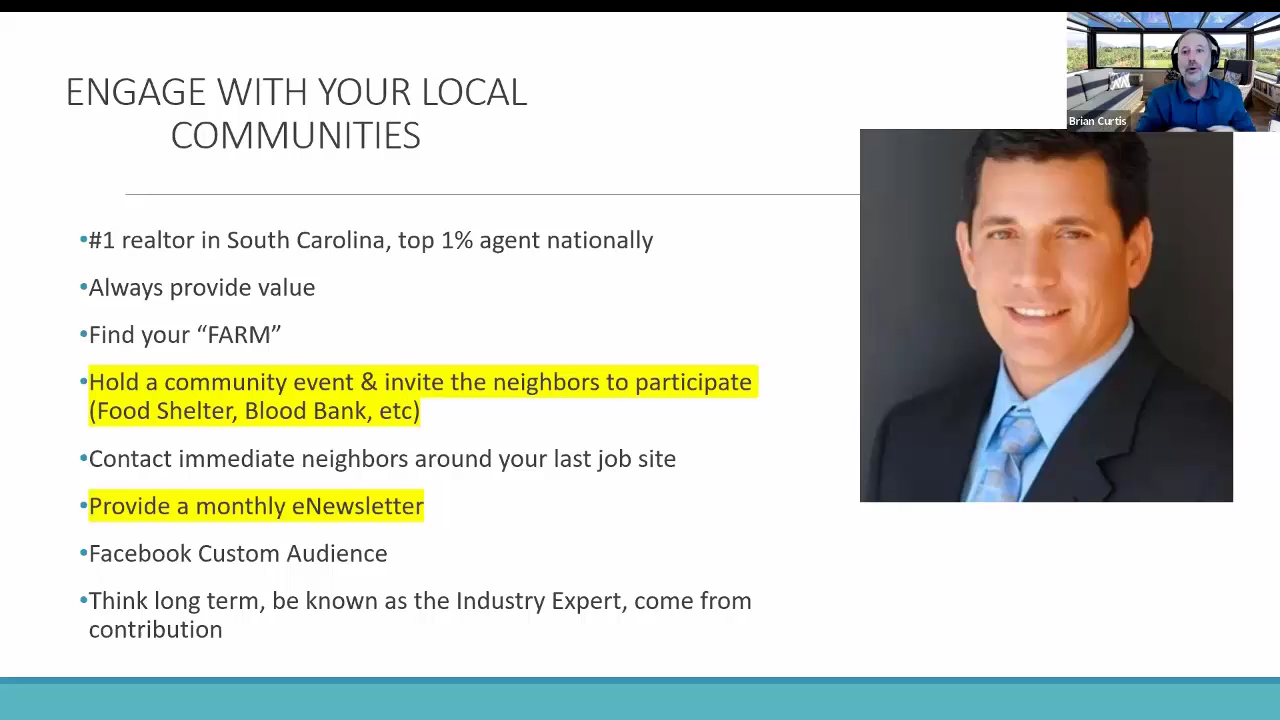 ENGAGE WITH YOUR LOCAL
COMMUNITIES
Brian Curtis
•#1 realtor in South Carolina, top 1% agent nationally
•Always provide value
•Find your “FARM”
•Hold a community event & invite the neighbors to participate
(Food Shelter, Blood Bank, etc)
•Contact immediate neighbors around your last job site
•Provide a monthly eNewsletter
•Facebook Custom Audience
•Think long term, be known as the Industry Expert, come from
contribution